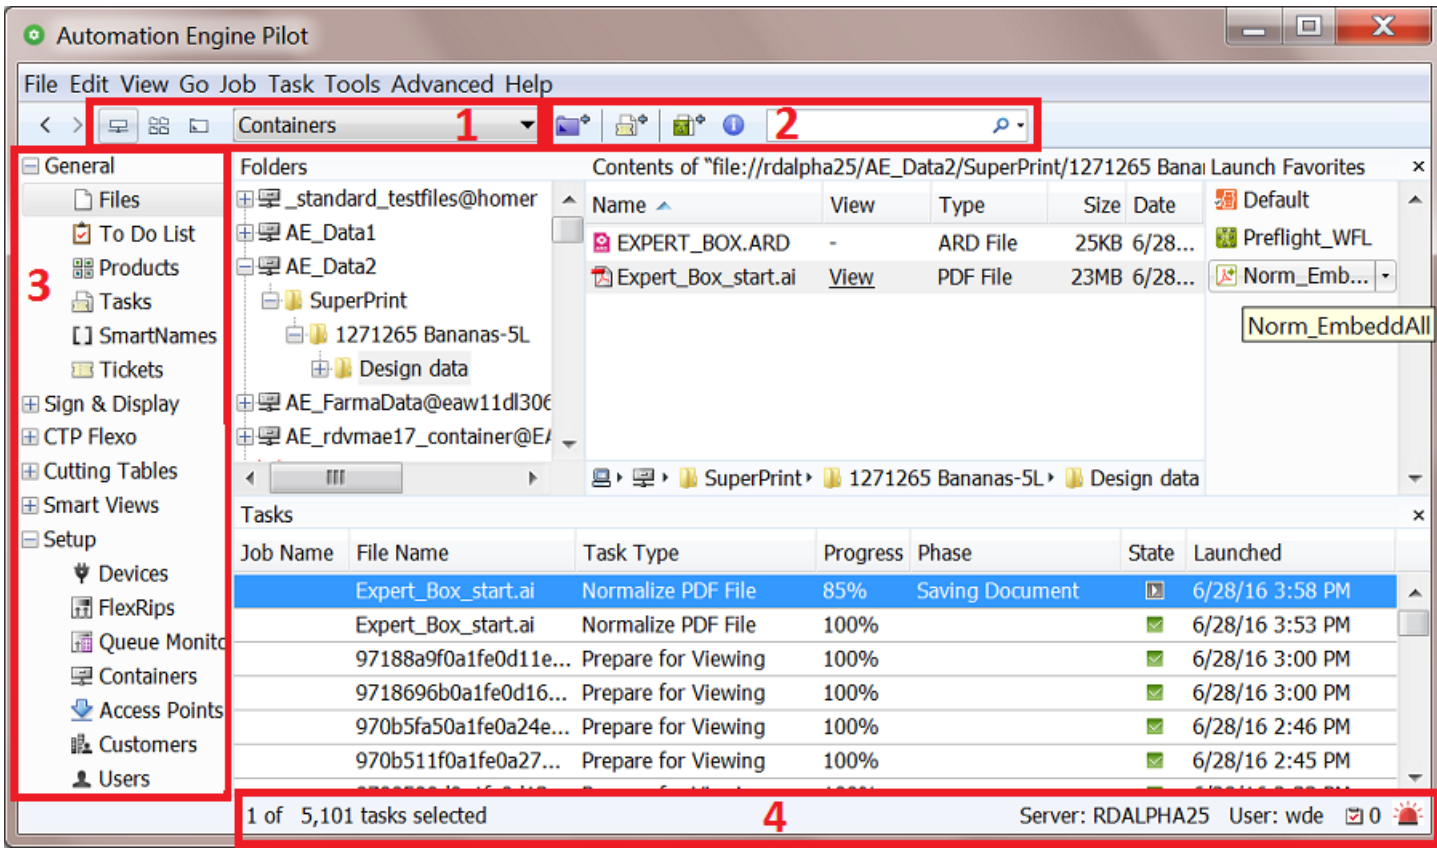 Automation Engine Pilot
File Edit View Go Job Task Tools Advanced Help
Containers 1 2
General
Files
To Do List
Products
3
Tasks
SmartNames
Tickets
Sign & Display
CTP Flexo
Cutting Tables
Smart Views
Setup
Devices
FlexRips
Queue Monito
Containers
Access Points
Customers
Users
Folders
_standard_testfiles@homer
AE_Data1
AE_Data2
SuperPrint
1271265 Bananas-5L
Design data
AE_FarmaData@eaw11dl306
AE_rdvmae17_container@EA
Contents of "file://rdalpha25/AE_Data2/SuperPrint/1271265 Banan
Name View Type Size Date
EXPERT_BOX.ARD - ARD File 25KB 6/28...
Expert_Box_start.ai View PDF File 23MB 6/28...
SuperPrint 1271265 Bananas-5L Design data
Launch Favorites
Default
Preflight_WFL
Norm_Emb...
Norm_EmbeddAll
Tasks
Job Name File Name Task Type Progress Phase State Launched
Expert_Box_start.ai Normalize PDF File 85% Saving Document 6/28/16 3:58 PM
Expert_Box_start.ai Normalize PDF File 100% 6/28/16 3:53 PM
97188a9f0a1fe0d11e... Prepare for Viewing 100% 6/28/16 3:00 PM
9718696b0a1fe0d16... Prepare for Viewing 100% 6/28/16 3:00 PM
970b5fa50a1fe0a24e... Prepare for Viewing 100% 6/28/16 2:46 PM
970b511f0a1fe0a27... Prepare for Viewing 100% 6/28/16 2:45 PM
1 of 5,101 tasks selected 4 Server: RDALPHA25 User: wde 0